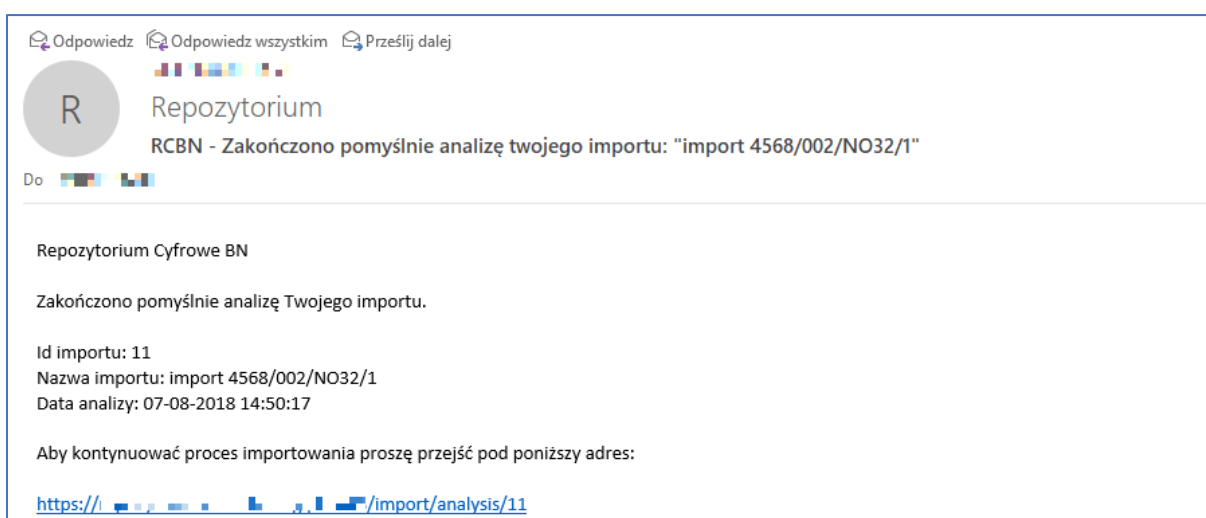 Odpowiedz Odpowiedz wszystkim Prześlij dalej
R
Repozytorium
RCBN - Zakończono pomyślnie analizę twojego importu: "import 4568/002/NO32/1"
Do
Repozytorium Cyfrowe BN
Zakończono pomyślnie analizę Twojego importu.
Id importu: 11
Nazwa importu: import 4568/002/NO32/1
Data analizy: 07-08-2018 14:50:17
Aby kontynuować proces importowania proszę przejść pod poniższy adres:
https:// /import/analysis/11